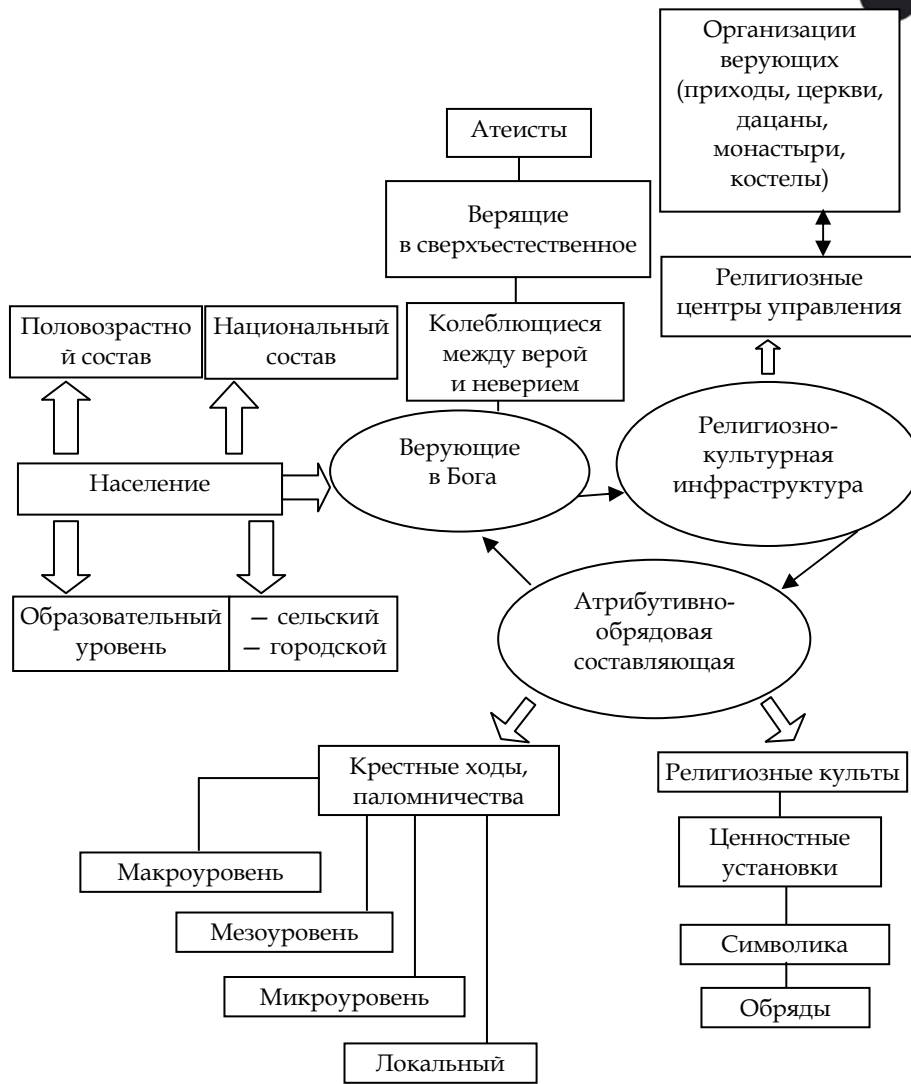 Организации
верующих
(приходы, церкви,
дацаны,
монастыри,
костелы)
Атеисты
Верящие
в сверхъестественное
Религиозные
центры управления
Половозрастно
й состав
Национальный
состав
Колеблющиеся
между верой
и неверием
Население
Верующие
в Бога
Религиозно-
культурная
инфраструктура
Образовательный
уровень
— сельский
— городской
Атрибутивно-
обрядовая
составляющая
Крестные ходы,
паломничества
Макроуровень
Мезоуровень
Микроуровень
Локальный
Религиозные культы
Ценностные
установки
Символика
Обряды